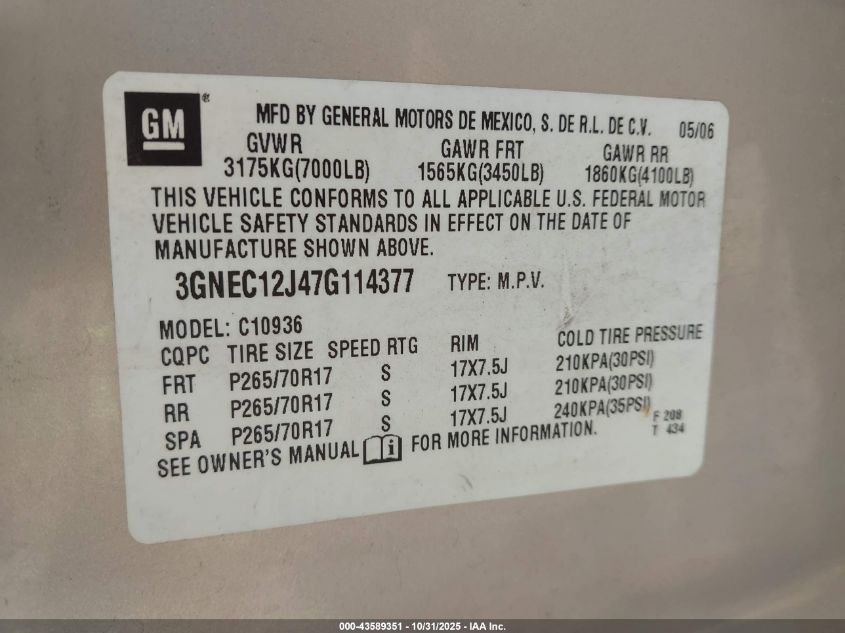 GM®
MFD BY GENERAL MOTORS DE MEXICO, S. DE R.L. DE C.V. 05/06
GVWR GAWR FRT GAWR RR
3175KG(7000LB) 1565KG(3450LB) 1860KG(4100LB)
THIS VEHICLE CONFORMS TO ALL APPLICABLE U.S. FEDERAL MOTOR
VEHICLE SAFETY STANDARDS IN EFFECT ON THE DATE OF
MANUFACTURE SHOWN ABOVE.
3GNEC12J47G114377 TYPE: M.P.V.
MODEL: C10936
CQPC TIRE SIZE SPEED RTG RIM COLD TIRE PRESSURE
FRT P265/70R17 S 17X7.5J 210KPA(30PSI)
RR P265/70R17 S 17X7.5J 210KPA(30PSI)
SPA P265/70R17 S 17X7.5J 240KPA(35PSI)
F 208
T 434
SEE OWNER'S MANUAL i FOR MORE INFORMATION.
000-43589351 | 10/31/2025 - IAA Inc.